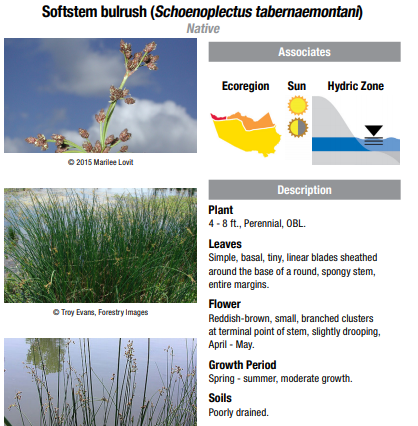 Softstem bulrush (Schoenoplectus tabernaemontani)
Native
© 2015 Marilee Lovit
© Troy Evans, Forestry Images
Associates
Ecoregion
Sun
Hydric Zone
Description
Plant
4 - 8 ft., Perennial, OBL.
Leaves
Simple, basal, tiny, linear blades sheathed
around the base of a round, spongy stem,
entire margins.
Flower
Reddish-brown, small, branched clusters
at terminal point of stem, slightly drooping,
April - May.
Growth Period
Spring - summer, moderate growth.
Soils
Poorly drained.